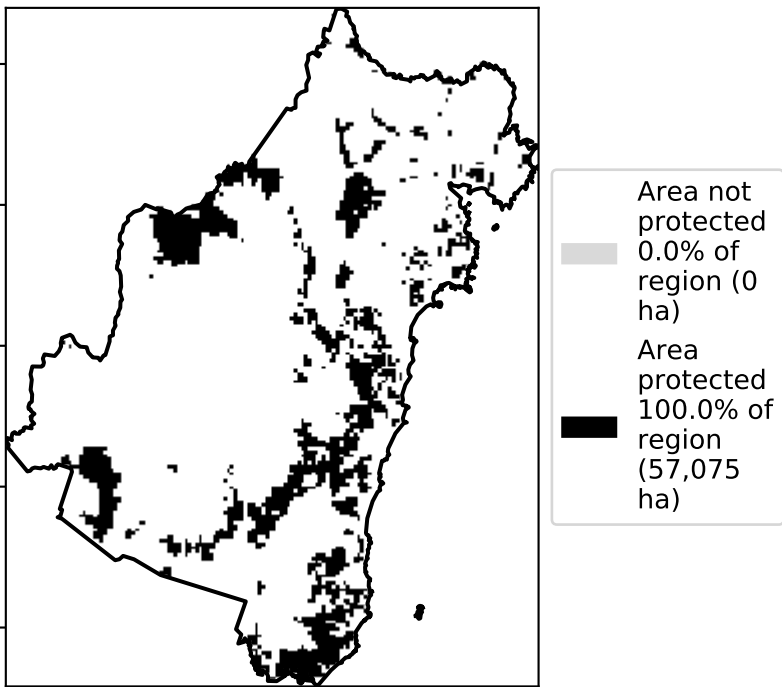 Area not
protected
0.0% of
region (0
ha)
Area
protected
100.0% of
region
(57,075
ha)